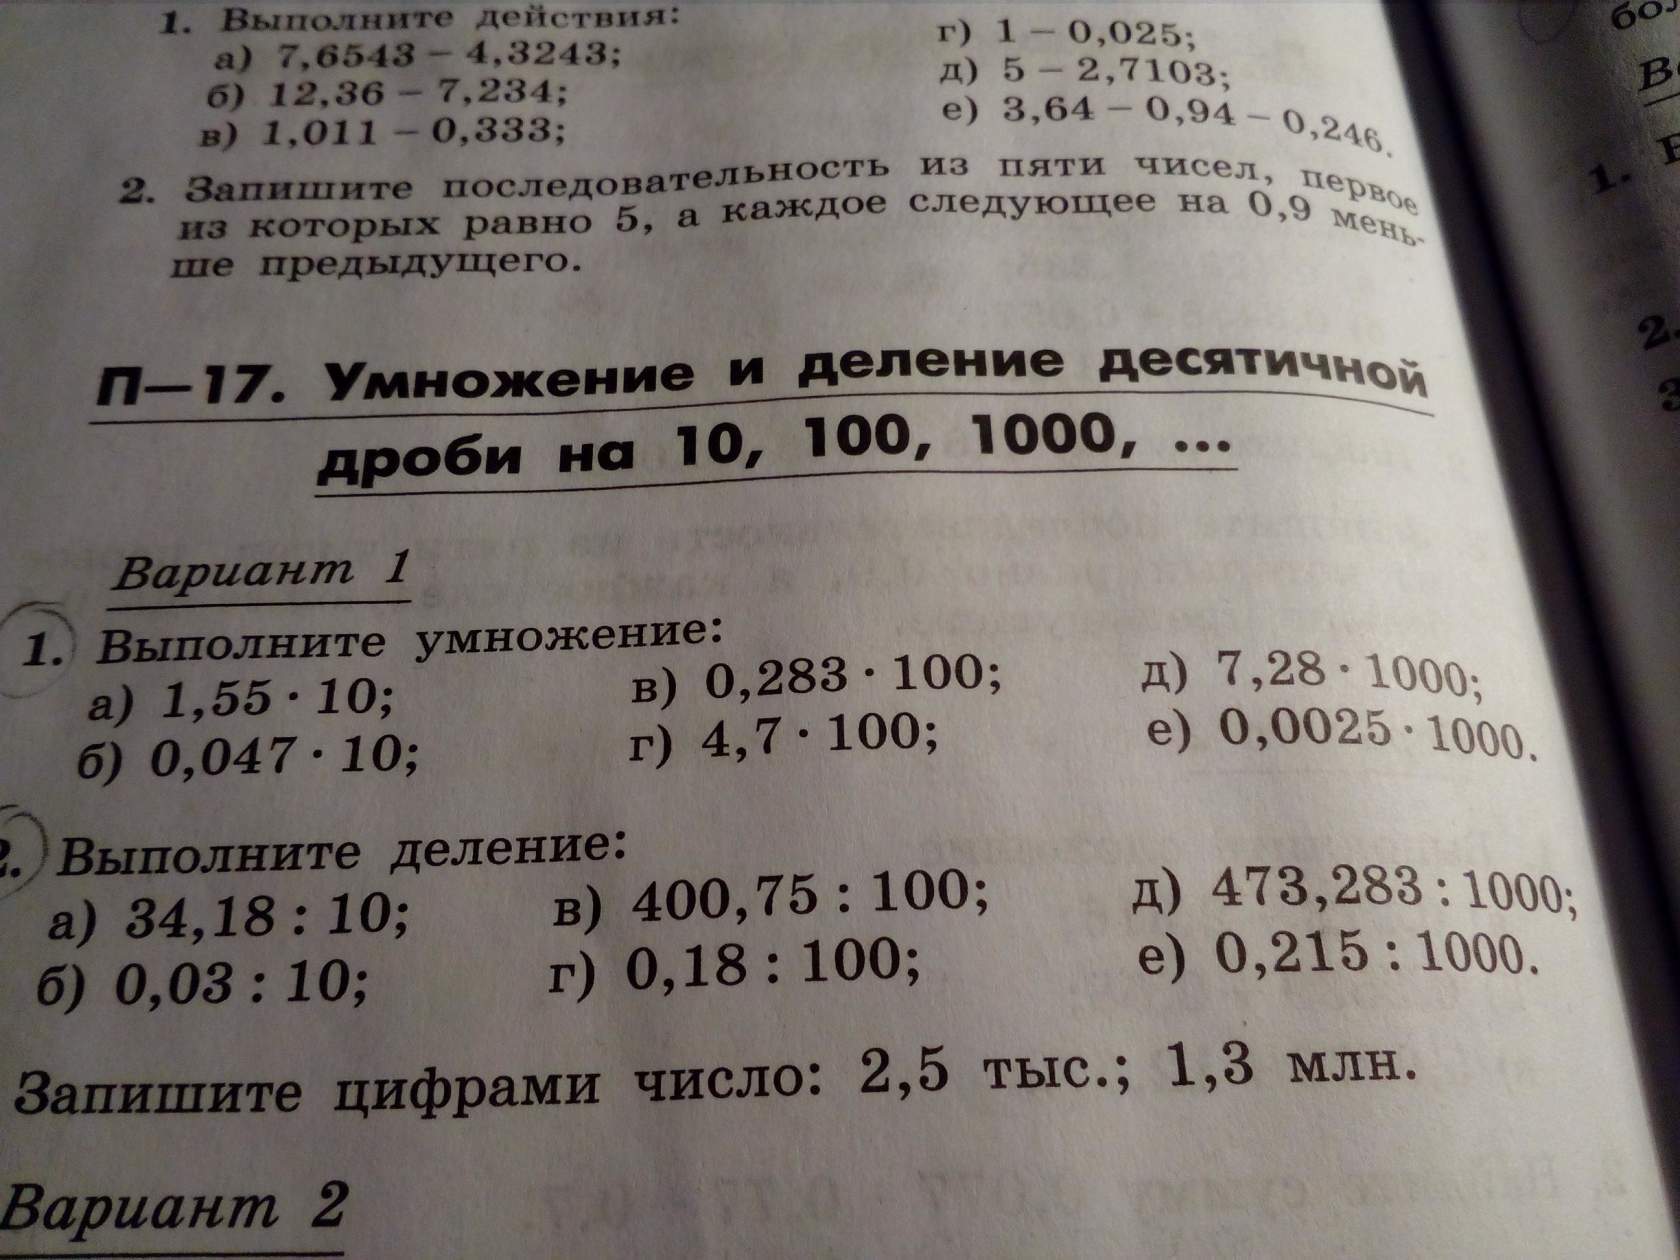 1. Выполните действия:
а) 7,6543 – 4,3243;
г) 1 – 0,025;
б) 12,36 – 7,234;
д) 5 – 2,7103;
в) 1,011 – 0,333;
е) 3,64 – 0,94 – 0,246.
2. Запишите последовательность из пяти чисел, первое
из которых равно 5, а каждое следующее на 0,9 мень-
ше предыдущего.
П—17. Умножение и деление десятичной
дроби на 10, 100, 1000, ...
Вариант 1
1. Выполните умножение:
а) 1,55 · 10;
в) 0,283 · 100;
д) 7,28 · 1000;
б) 0,047 · 10;
г) 4,7 · 100;
е) 0,0025 · 1000.
2. Выполните деление:
а) 34,18 : 10;
в) 400,75 : 100;
д) 473,283 : 1000;
б) 0,03 : 10;
г) 0,18 : 100;
е) 0,215 : 1000.
Запишите цифрами число: 2,5 тыс.; 1,3 млн.
Вариант 2
1.
2.